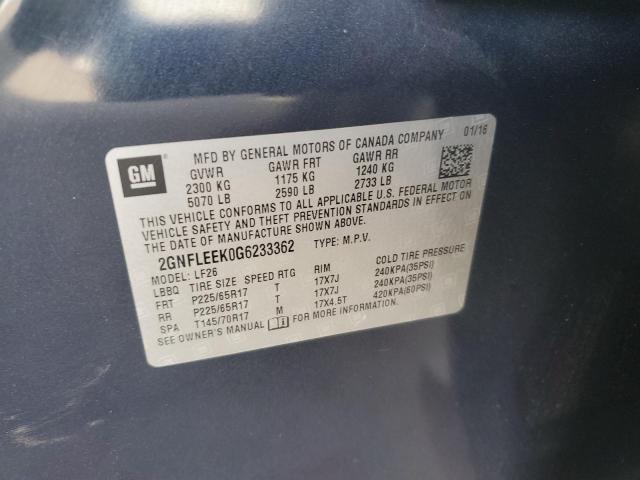 GM
MFD BY GENERAL MOTORS OF CANADA COMPANY 01/16
GVWR GAWR FRT GAWR RR
2300 KG 1175 KG 1240 KG
5070 LB 2590 LB 2733 LB
THIS VEHICLE CONFORMS TO ALL APPLICABLE U.S. FEDERAL MOTOR
VEHICLE SAFETY AND THEFT PREVENTION STANDARDS IN EFFECT ON
THE DATE OF MANUFACTURE SHOWN ABOVE.
2GNFLEEK0G6233362 TYPE: M.P.V.
MODEL: LF26
LBBQ TIRE SIZE SPEED RTG RIM COLD TIRE PRESSURE
FRT P225/65R17 T 17X7J 240KPA(35PSI)
RR P225/65R17 T 17X7J 240KPA(35PSI)
SPA T145/70R17 M 17X4.5T 420KPA(60PSI)
SEE OWNER'S MANUAL FOR MORE INFORMATION.